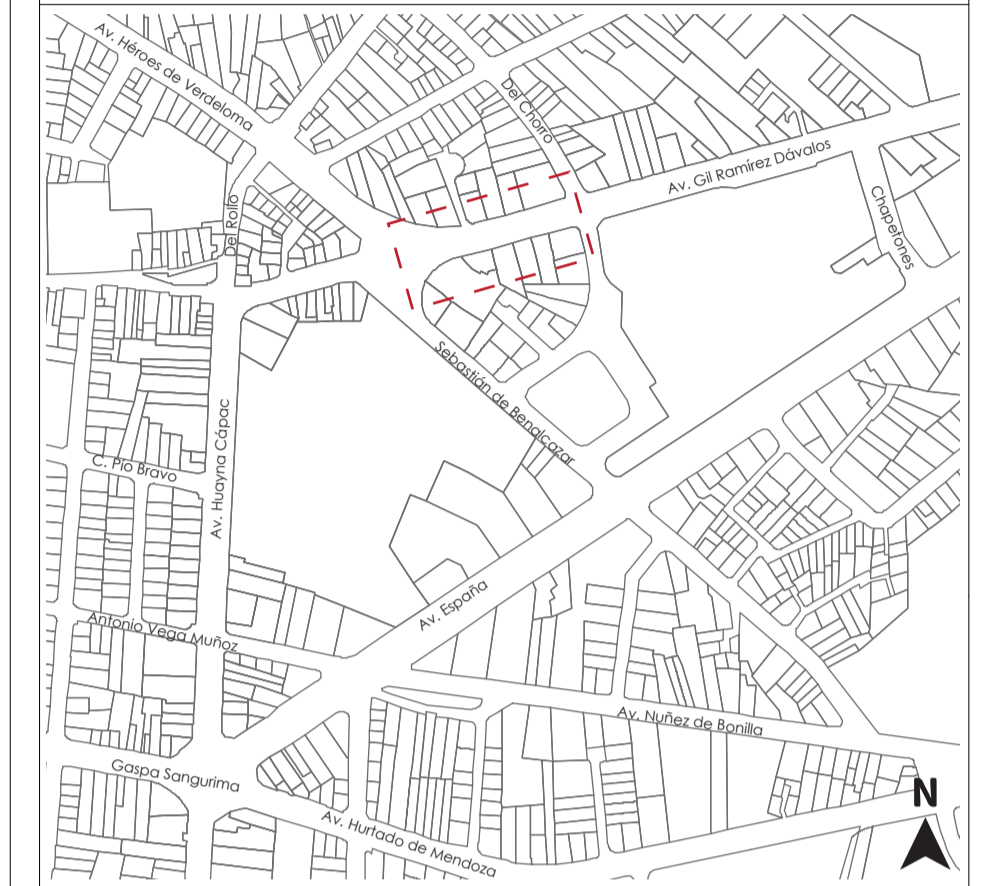 Av. Héroes de Verdeloma
Del Chorro
Av. Gil Ramírez Dávalos
Chapetones
Del Rollo
Sebastián de Benalcazar
Av. Huayna Cápac
C. Pio Bravo
Av. España
Antonio Vega Muñoz
Av. Nuñez de Bonilla
Gaspa Sangurima
Av. Hurtado de Mendoza
N